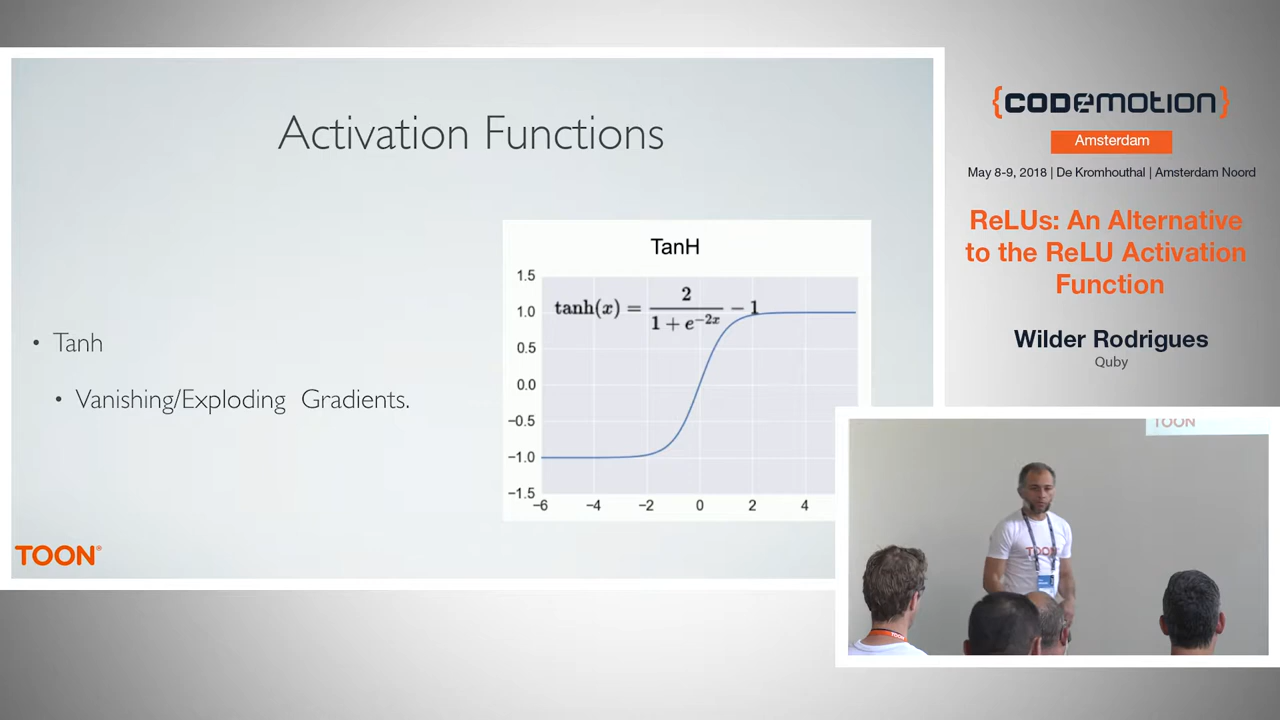 Activation Functions
• Tanh
• Vanishing/Exploding Gradients.
TanH
tanh(x) = 2 / (1 + e^{-2x}) − 1
1.5
1.0
0.5
0.0
−0.5
−1.0
−1.5
−6 −4 −2 0 2 4
TOON®
{CODEMOTION}
Amsterdam
May 8-9, 2018 | De Kromhouthal | Amsterdam Noord
ReLUs: An Alternative
to the ReLU Activation
Function
Wilder Rodrigues
Quby
TOON
TOON